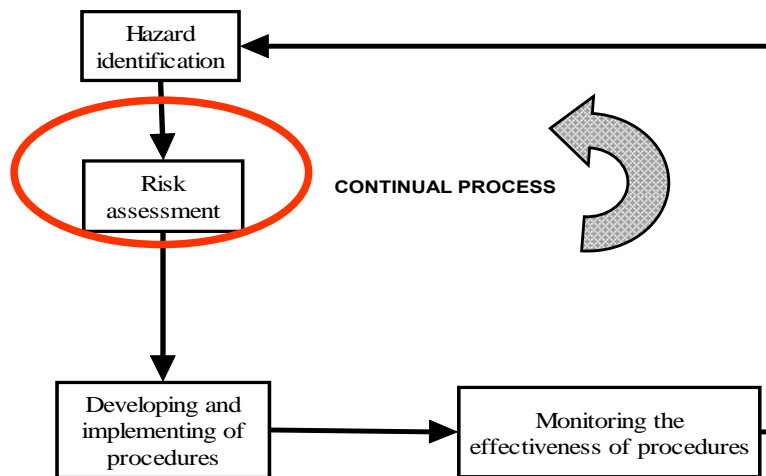 Hazard
identification
Risk
assessment
CONTINUAL PROCESS
Developing and
implementing of
procedures
Monitoring the
effectiveness of procedures